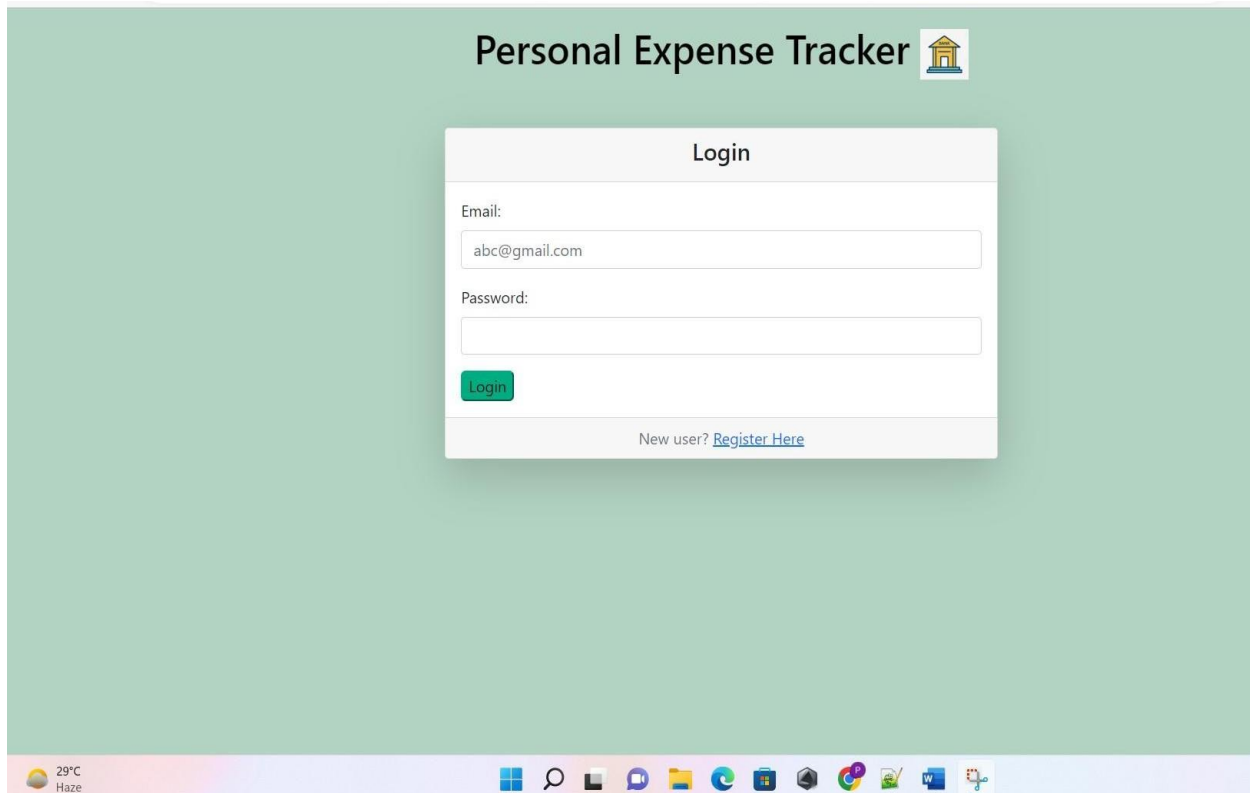 Personal Expense Tracker
Login
Email:
abc@gmail.com
Password:
Login
New user? Register Here
29°C
Haze